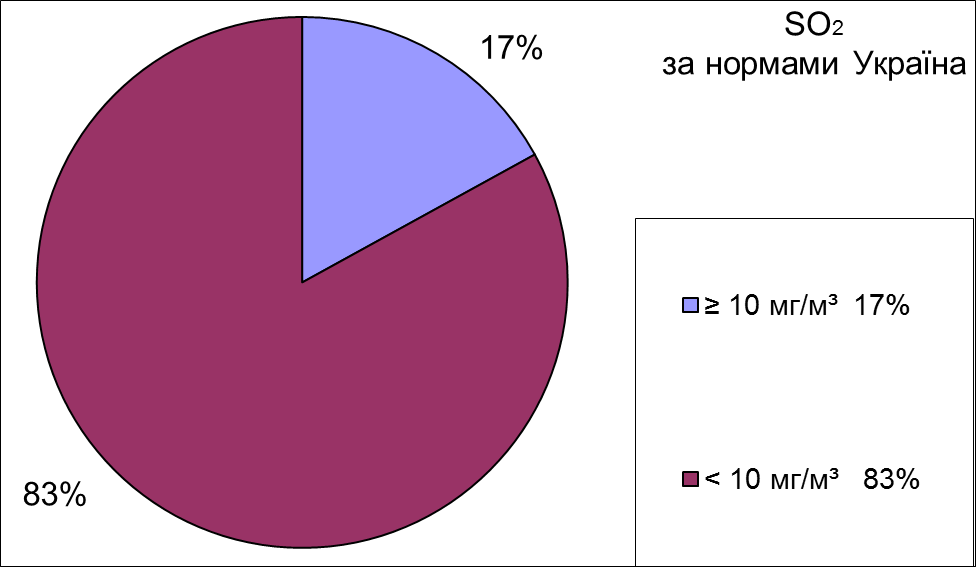 SO2
за нормами Україна
17%
≥ 10 мг/м³ 17%
< 10 мг/м³ 83%
83%